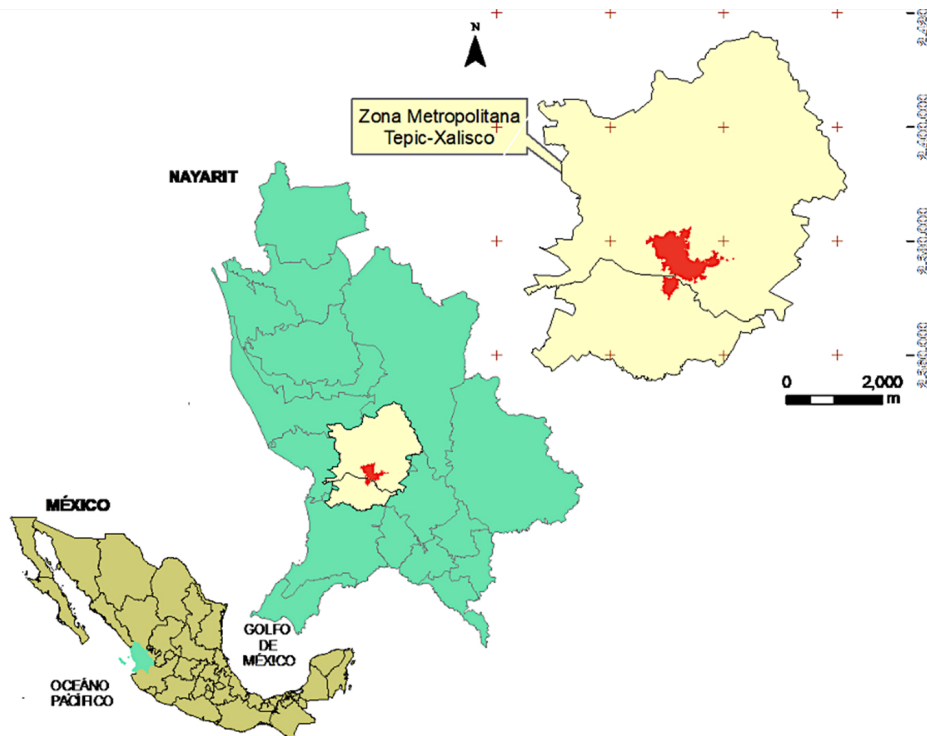 N
Zona Metropolitana
Tepic-Xalisco
NAYARIT
0 2,000
m
MÉXICO
GOLFO
DE
MÉXICO
OCEÁNO
PACÍFICO